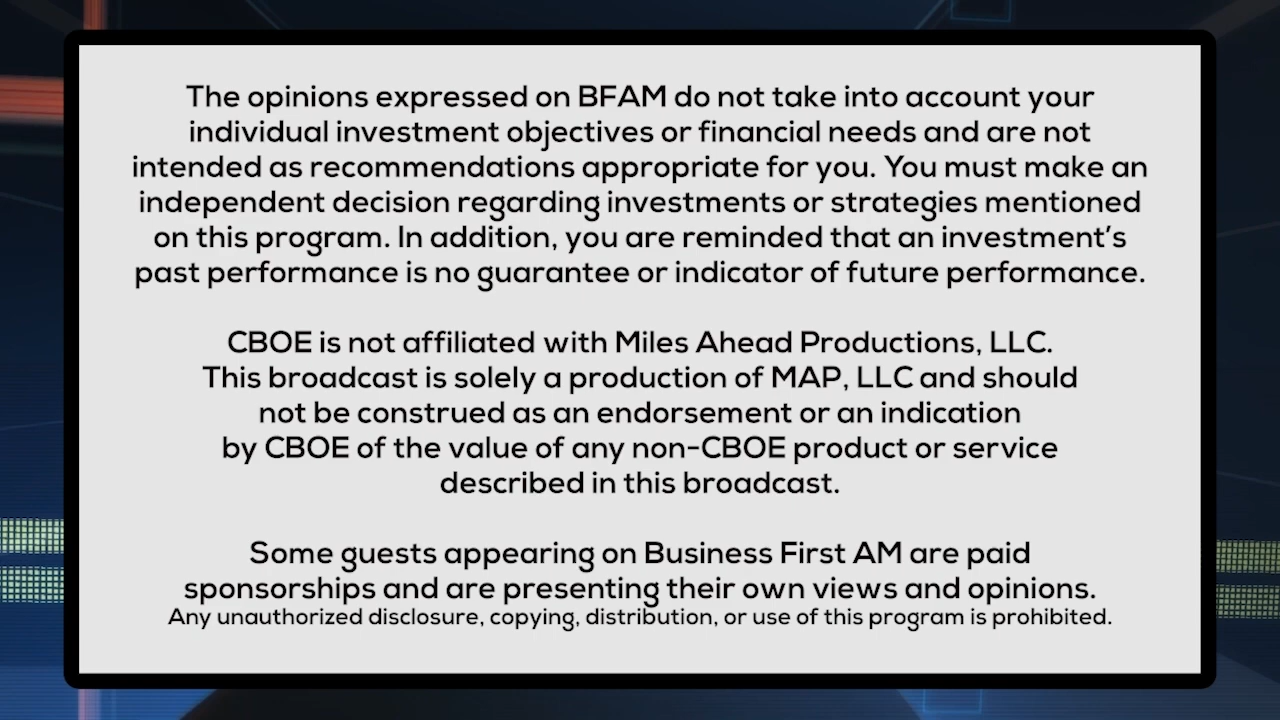 The opinions expressed on BFAM do not take into account your
individual investment objectives or financial needs and are not
intended as recommendations appropriate for you. You must make an
independent decision regarding investments or strategies mentioned
on this program. In addition, you are reminded that an investment's
past performance is no guarantee or indicator of future performance.
CBOE is not affiliated with Miles Ahead Productions, LLC.
This broadcast is solely a production of MAP, LLC and should
not be construed as an endorsement or an indication
by CBOE of the value of any non-CBOE product or service
described in this broadcast.
Some guests appearing on Business First AM are paid
sponsorships and are presenting their own views and opinions.
Any unauthorized disclosure, copying, distribution, or use of this program is prohibited.